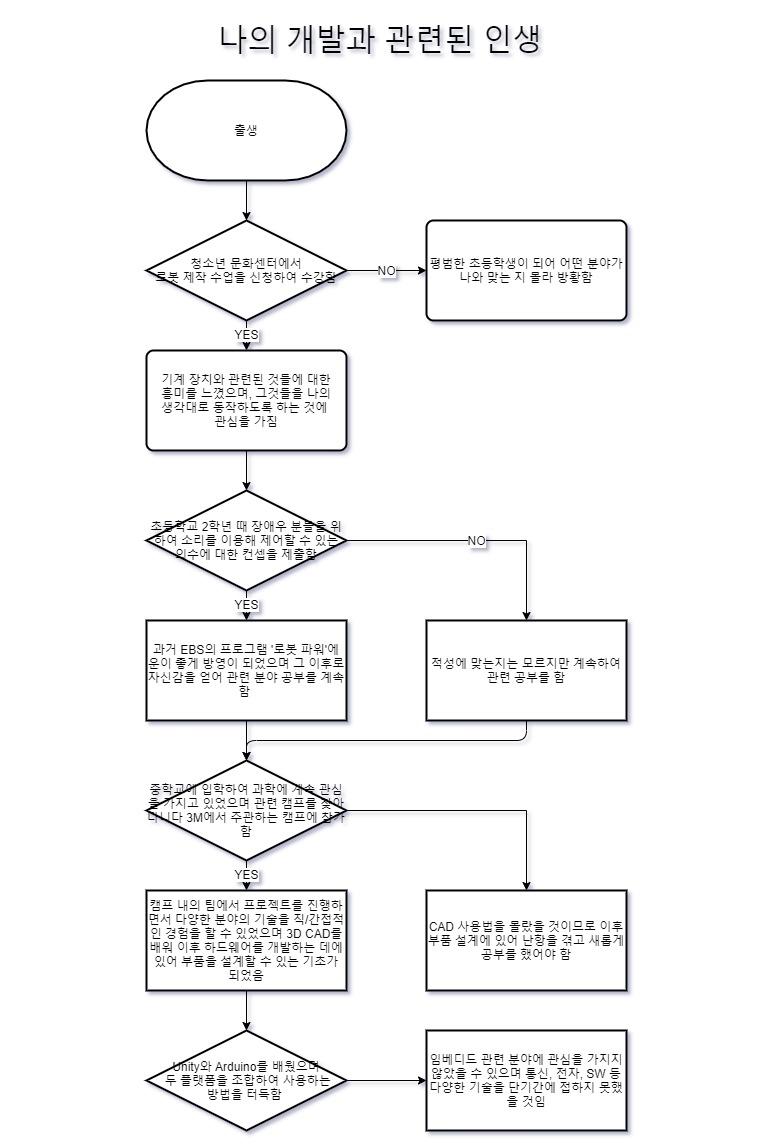 나의 개발과 관련된 인생
출생
청소년 문화센터에서
로봇 제작 수업을 신청하여 수강함
NO
평범한 초등학생이 되어 어떤 분야가
나와 맞는 지 몰라 방황함
YES
기계 장치와 관련된 것들에 대한
흥미를 느꼈으며, 그것들을 나의
생각대로 동작하도록 하는 것에
관심을 가짐
초등학교 2학년 때 장애우 분들을 위
하여 소리를 이용해 제어할 수 있는
의수에 대한 컨셉을 제출함
NO
YES
과거 EBS의 프로그램 '로봇 파워'에
운이 좋게 방영이 되었으며 그 이후로
자신감을 얻어 관련 분야 공부를 계속
함
적성에 맞는지는 모르지만 계속하여
관련 공부를 함
중학교에 입학하여 과학에 계속 관심
을 가지고 있었으며 관련 캠프를 찾아
다니다 3M에서 주관하는 캠프에 참가
함
YES
캠프 내의 팀에서 프로젝트를 진행하
면서 다양한 분야의 기술을 직/간접적
인 경험을 할 수 있었으며 3D CAD를
배워 이후 하드웨어를 개발하는 데에
있어 부품을 설계할 수 있는 기초가
되었음
CAD 사용법을 몰랐을 것이므로 이후
부품 설계에 있어 난황을 겪고 새롭게
공부를 했어야 함
Unity와 Arduino를 배웠으며
두 플랫폼을 조합하여 사용하는
방법을 터득함
임베디드 관련 분야에 관심을 가지지
않았을 수 있으며 통신, 전자, SW 등
다양한 기술을 단기간에 접하지 못했
을 것임